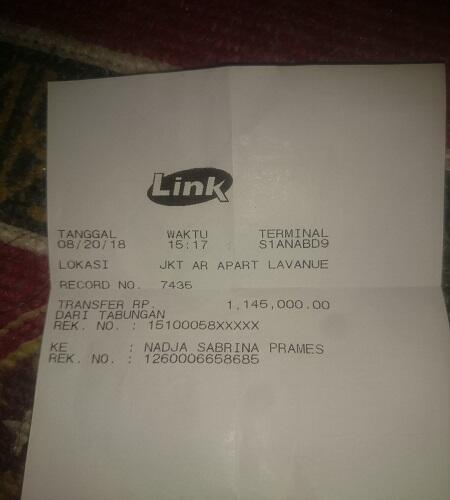 Link
TANGGAL WAKTU TERMINAL
08/20/18 15:17 S1ANABD9
LOKASI JKT AR APART LAVANUE
RECORD NO. 7435
TRANSFER RP. 1,145,000.00
DARI TABUNGAN
REK. NO. : 15100058XXXXX
KE : NADJA SABRINA PRAMES
REK. NO. : 1260006658685